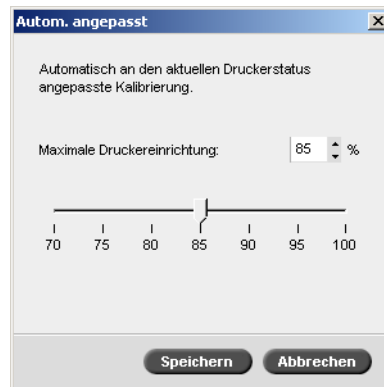 Autom. angepasst
Automatisch an den aktuellen Druckerstatus
angepasste Kalibrierung.
Maximale Druckereinrichtung: 85 %
70 75 80 85 90 95 100
Speichern Abbrechen